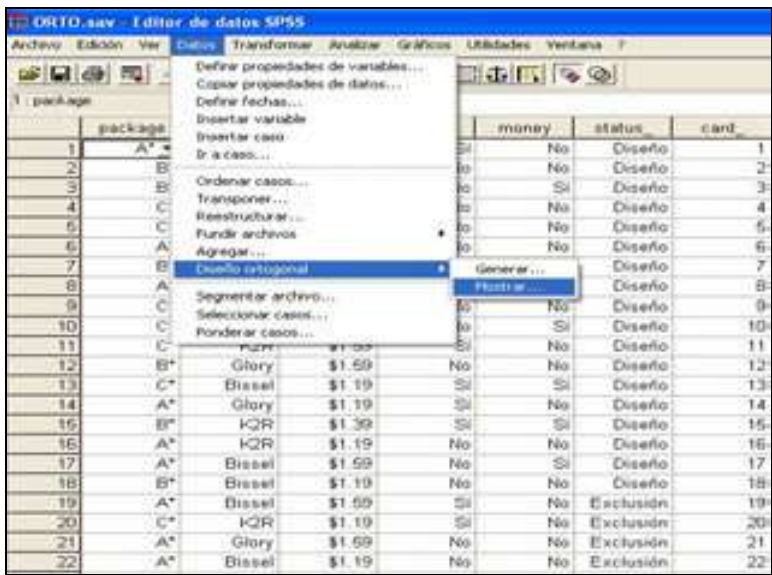 ORTO.sav - Editor de datos SPSS
Archivo Edición Ver Datos Transformar Analizar Gráficos Utilidades Ventana ?
1 : package
Definir propiedades de variables...
Copiar propiedades de datos...
Definir fechas...
Insertar variable
Insertar caso
Ir a caso...
Ordenar casos...
Transponer...
Reestructurar...
Fundir archivos
Agregar...
Diseño ortogonal
Generar...
Mostrar...
Segmentar archivo...
Seleccionar casos...
Ponderar casos...
package money status_ card_
1 A* Sí No Diseño 1
2 B No Diseño 2
3 B Sí Diseño 3
4 C No Diseño 4
5 C No Diseño 5
6 A No Diseño 6
7 B Diseño 7
8 A Diseño 8
9 C No Diseño 9
10 C Sí Diseño 10
11 C* K2R $1.59 Sí No Diseño 11
12 B* Glory $1.59 No No Diseño 12
13 C* Bissel $1.19 Sí Sí Diseño 13
14 A* Glory $1.19 Sí No Diseño 14
15 B* K2R $1.39 Sí Sí Diseño 15
16 A* K2R $1.19 No No Diseño 16
17 A* Bissel $1.59 No Sí Diseño 17
18 B* Bissel $1.19 No No Diseño 18
19 A* Bissel $1.59 Sí No Exclusión 19
20 C* K2R $1.19 Sí No Exclusión 20
21 A* Glory $1.59 No No Exclusión 21
22 A* Bissel $1.19 No No Exclusión 22